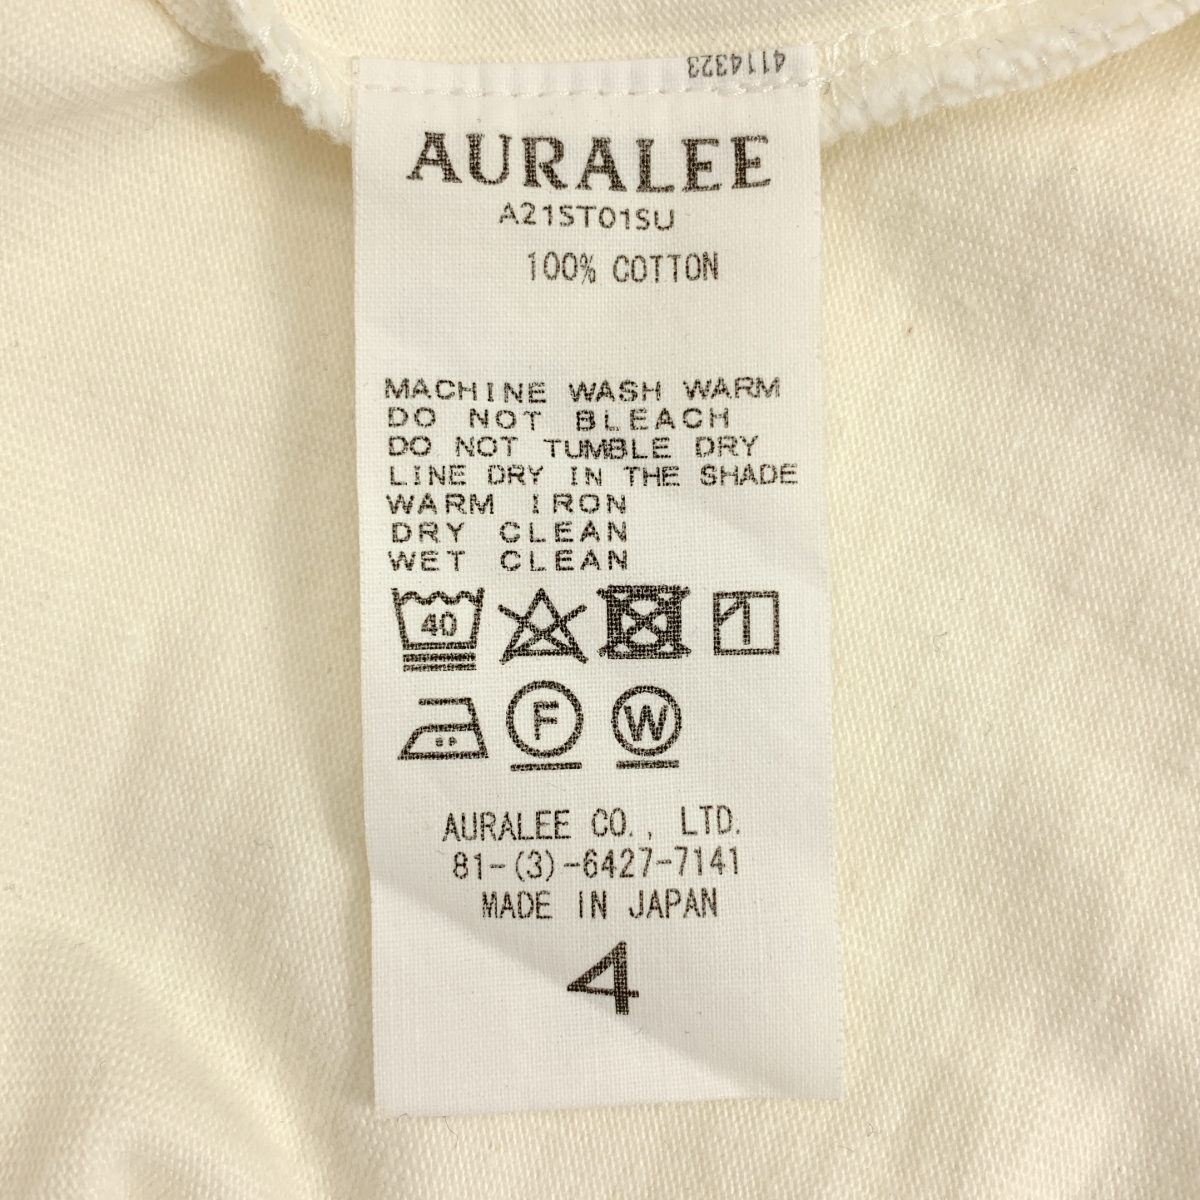 4114323
AURALEE
A21ST01SU
100% COTTON
MACHINE WASH WARM
DO NOT BLEACH
DO NOT TUMBLE DRY
LINE DRY IN THE SHADE
WARM IRON
DRY CLEAN
WET CLEAN
40
F W
AURALEE CO., LTD.
81-(3)-6427-7141
MADE IN JAPAN
4